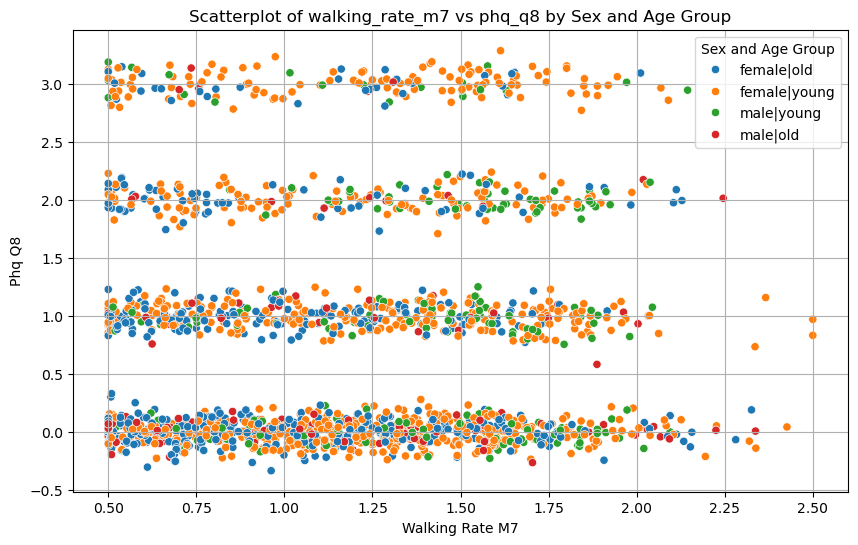 Scatterplot of walking_rate_m7 vs phq_q8 by Sex and Age Group
Sex and Age Group
female|old
female|young
male|young
male|old
3.0
2.5
2.0
1.5
1.0
0.5
0.0
−0.5
Phq Q8
0.50 0.75 1.00 1.25 1.50 1.75 2.00 2.25 2.50
Walking Rate M7